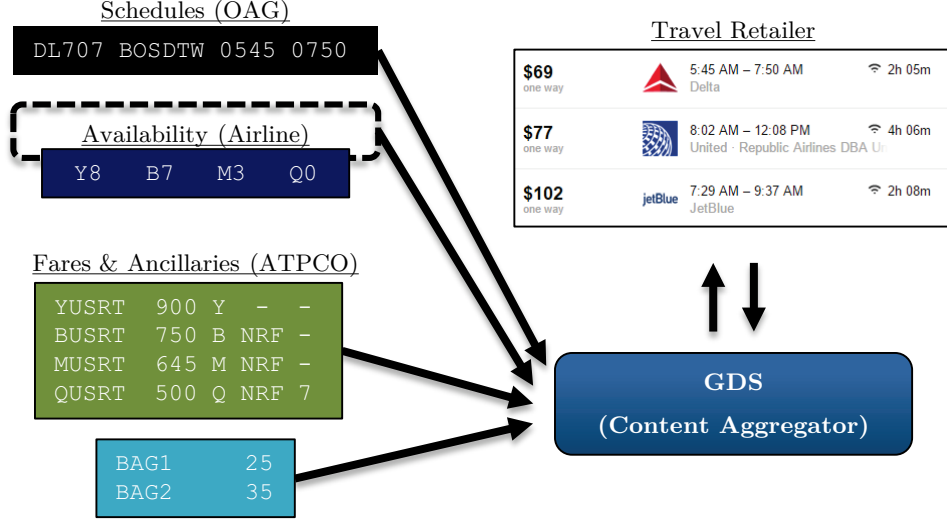 Schedules (OAG)
DL707 BOSDTW 0545 0750
Availability (Airline)
Y8 B7 M3 Q0
Fares & Ancillaries (ATPCO)
YUSRT 900 Y - -
BUSRT 750 B NRF -
MUSRT 645 M NRF -
QUSRT 500 Q NRF 7
BAG1 25
BAG2 35
Travel Retailer
$69 5:45 AM – 7:50 AM 2h 05m
one way Delta
$77 8:02 AM – 12:08 PM 4h 06m
one way United · Republic Airlines DBA
$102 jetBlue 7:29 AM – 9:37 AM 2h 08m
one way JetBlue
GDS
(Content Aggregator)